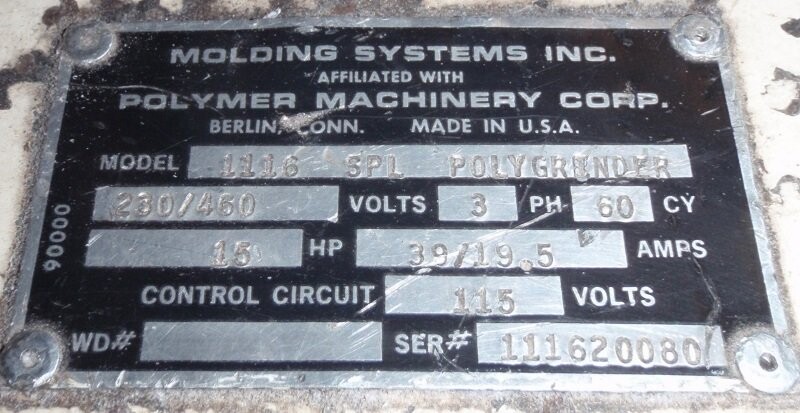 MOLDING SYSTEMS INC.
AFFILIATED WITH
POLYMER MACHINERY CORP.
BERLIN, CONN. MADE IN U.S.A.
MODEL 1116 SPL POLYGRUNDER
230/460 VOLTS 3 PH 60 CY
15 HP 39/19.5 AMPS
CONTROL CIRCUIT 115 VOLTS
WD# SER# 111620080
90000